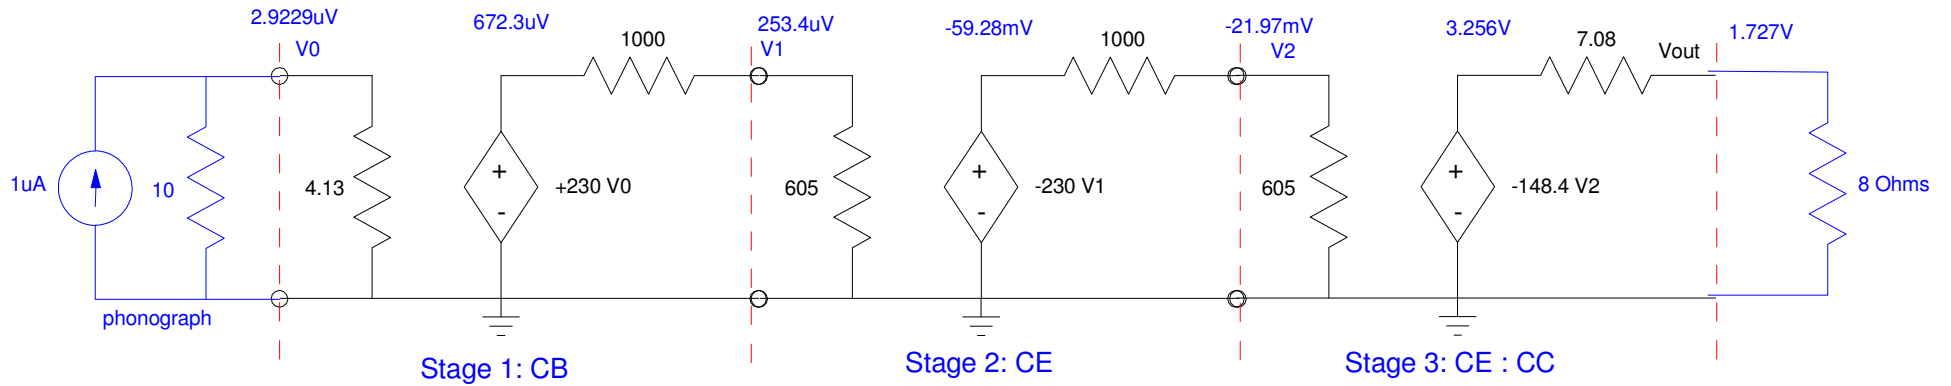 2.9229uV
672.3uV
253.4uV
-59.28mV
-21.97mV
3.256V
1.727V
V0
1000
V1
1000
V2
7.08
Vout
1uA
10
4.13
+
-
+230 V0
605
+
-
-230 V1
605
+
-
-148.4 V2
8 Ohms
phonograph
Stage 1: CB
Stage 2: CE
Stage 3: CE : CC